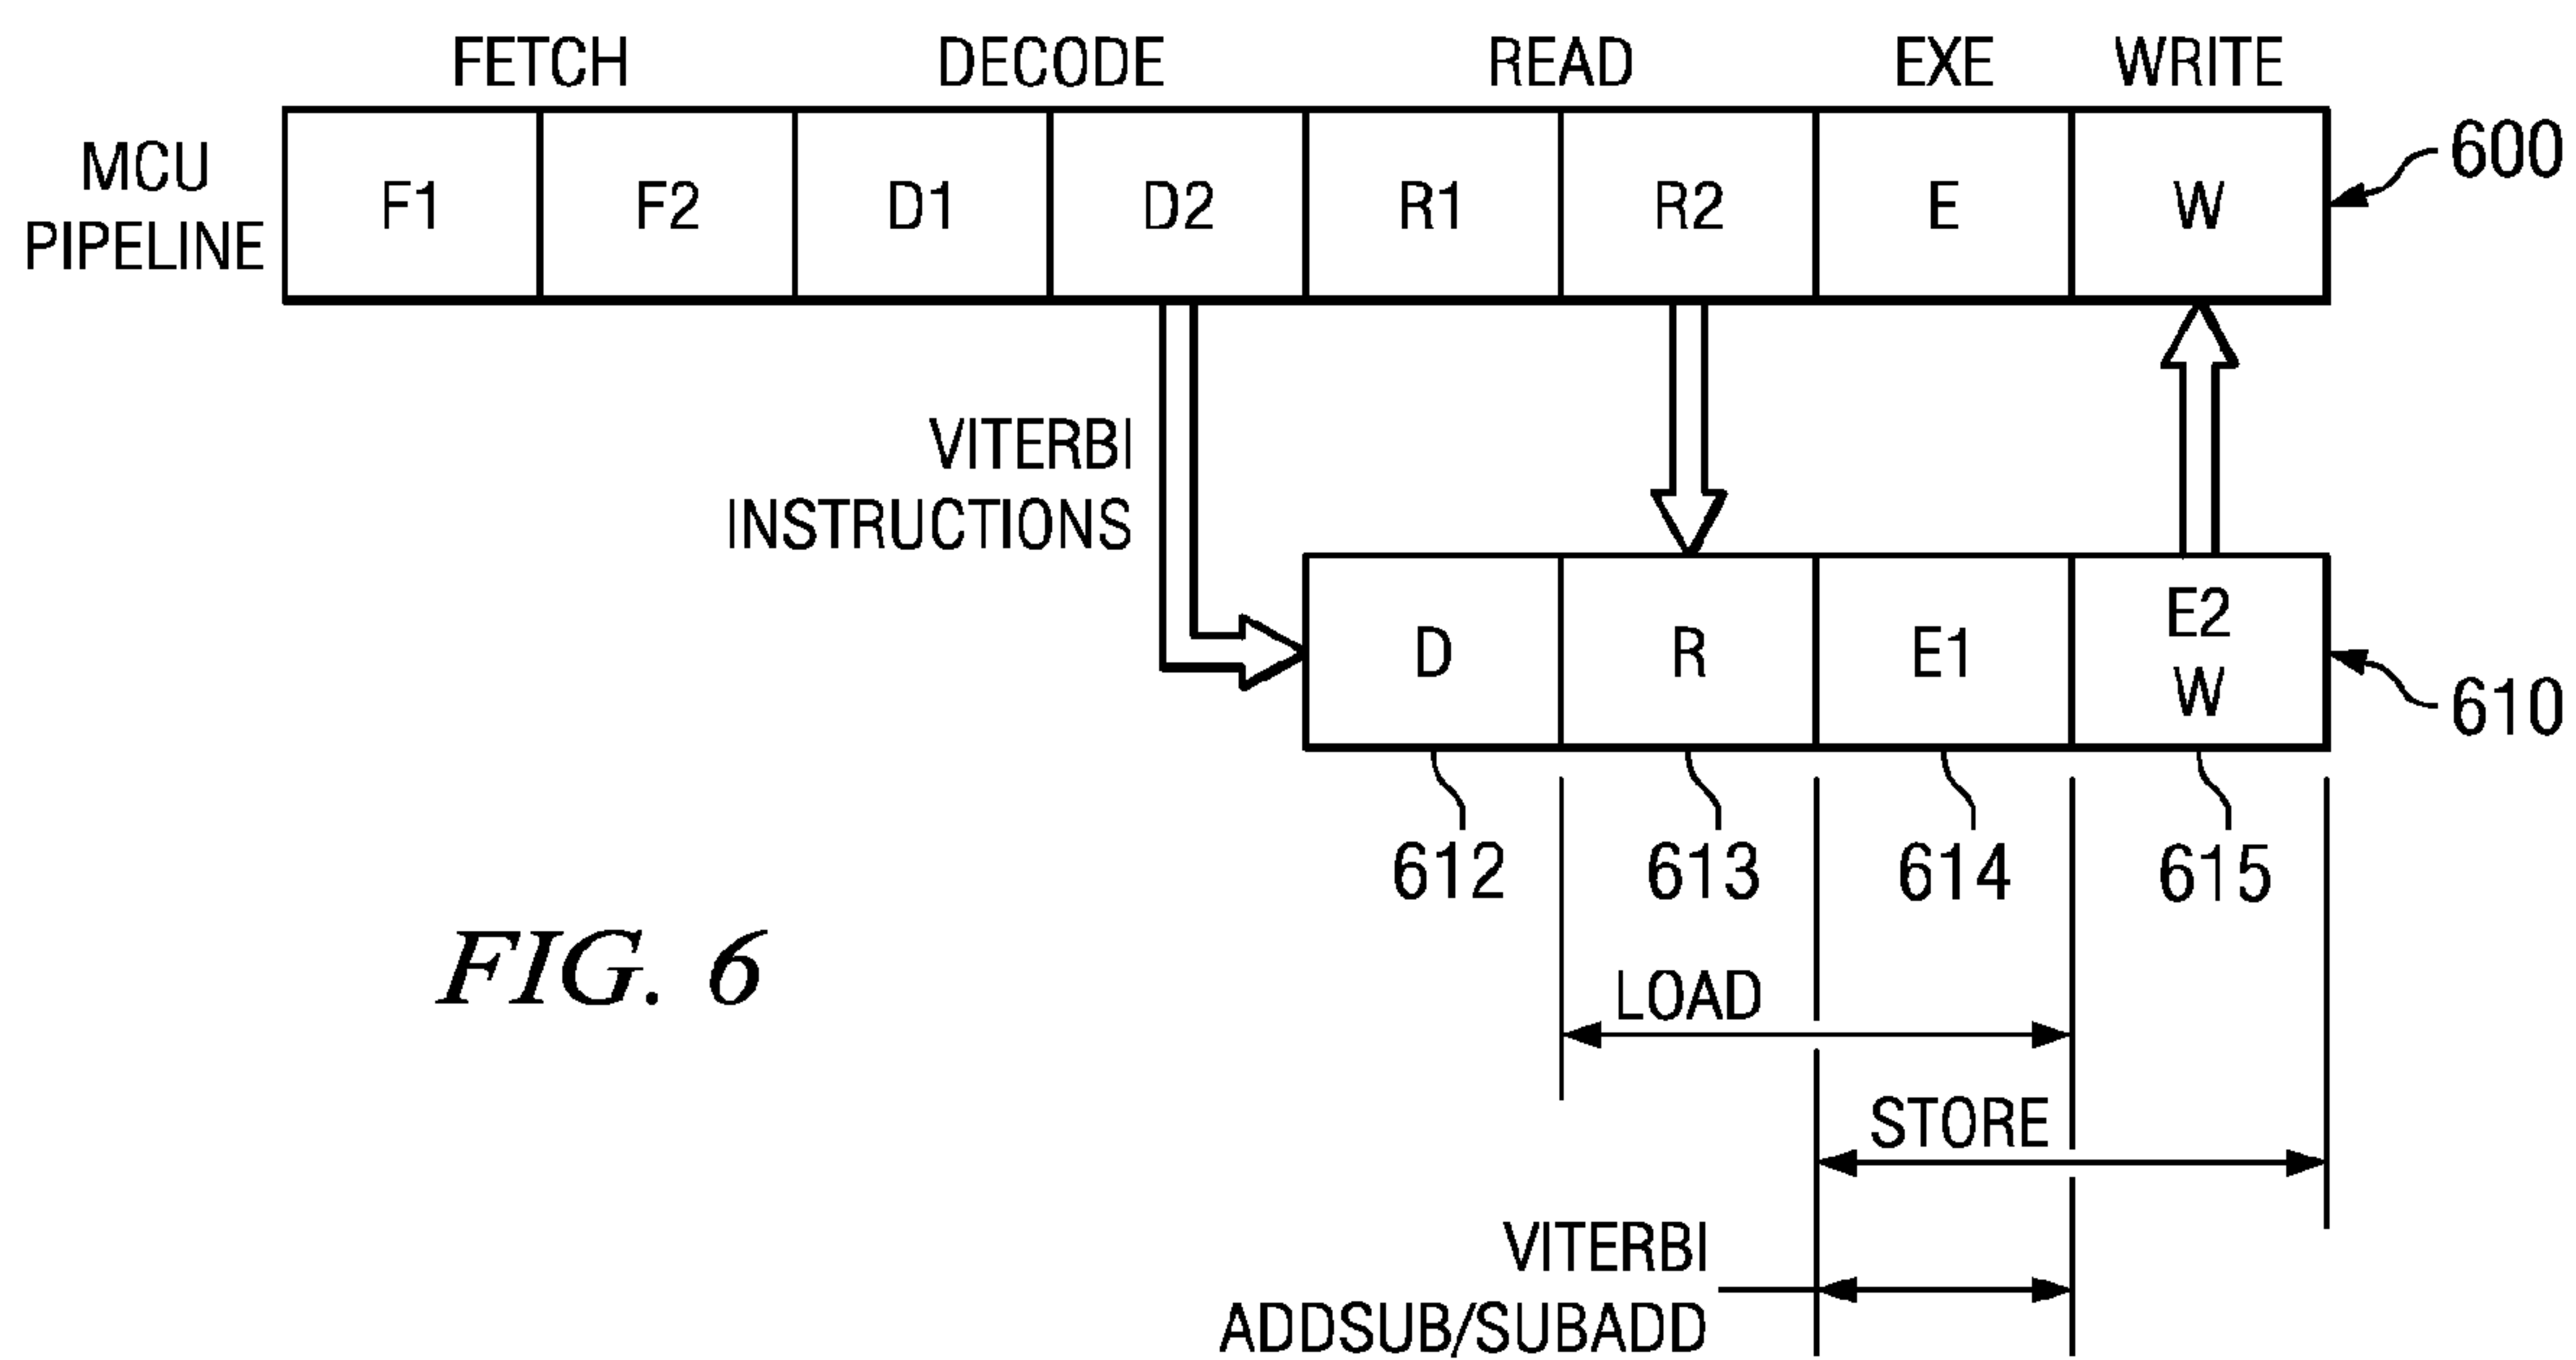 FETCH DECODE READ EXE WRITE
MCU
PIPELINE
F1 F2 D1 D2 R1 R2 E W
600
VITERBI
INSTRUCTIONS
D R E1 E2
W
610
612 613 614 615
FIG. 6
LOAD
STORE
VITERBI
ADDSUB/SUBADD